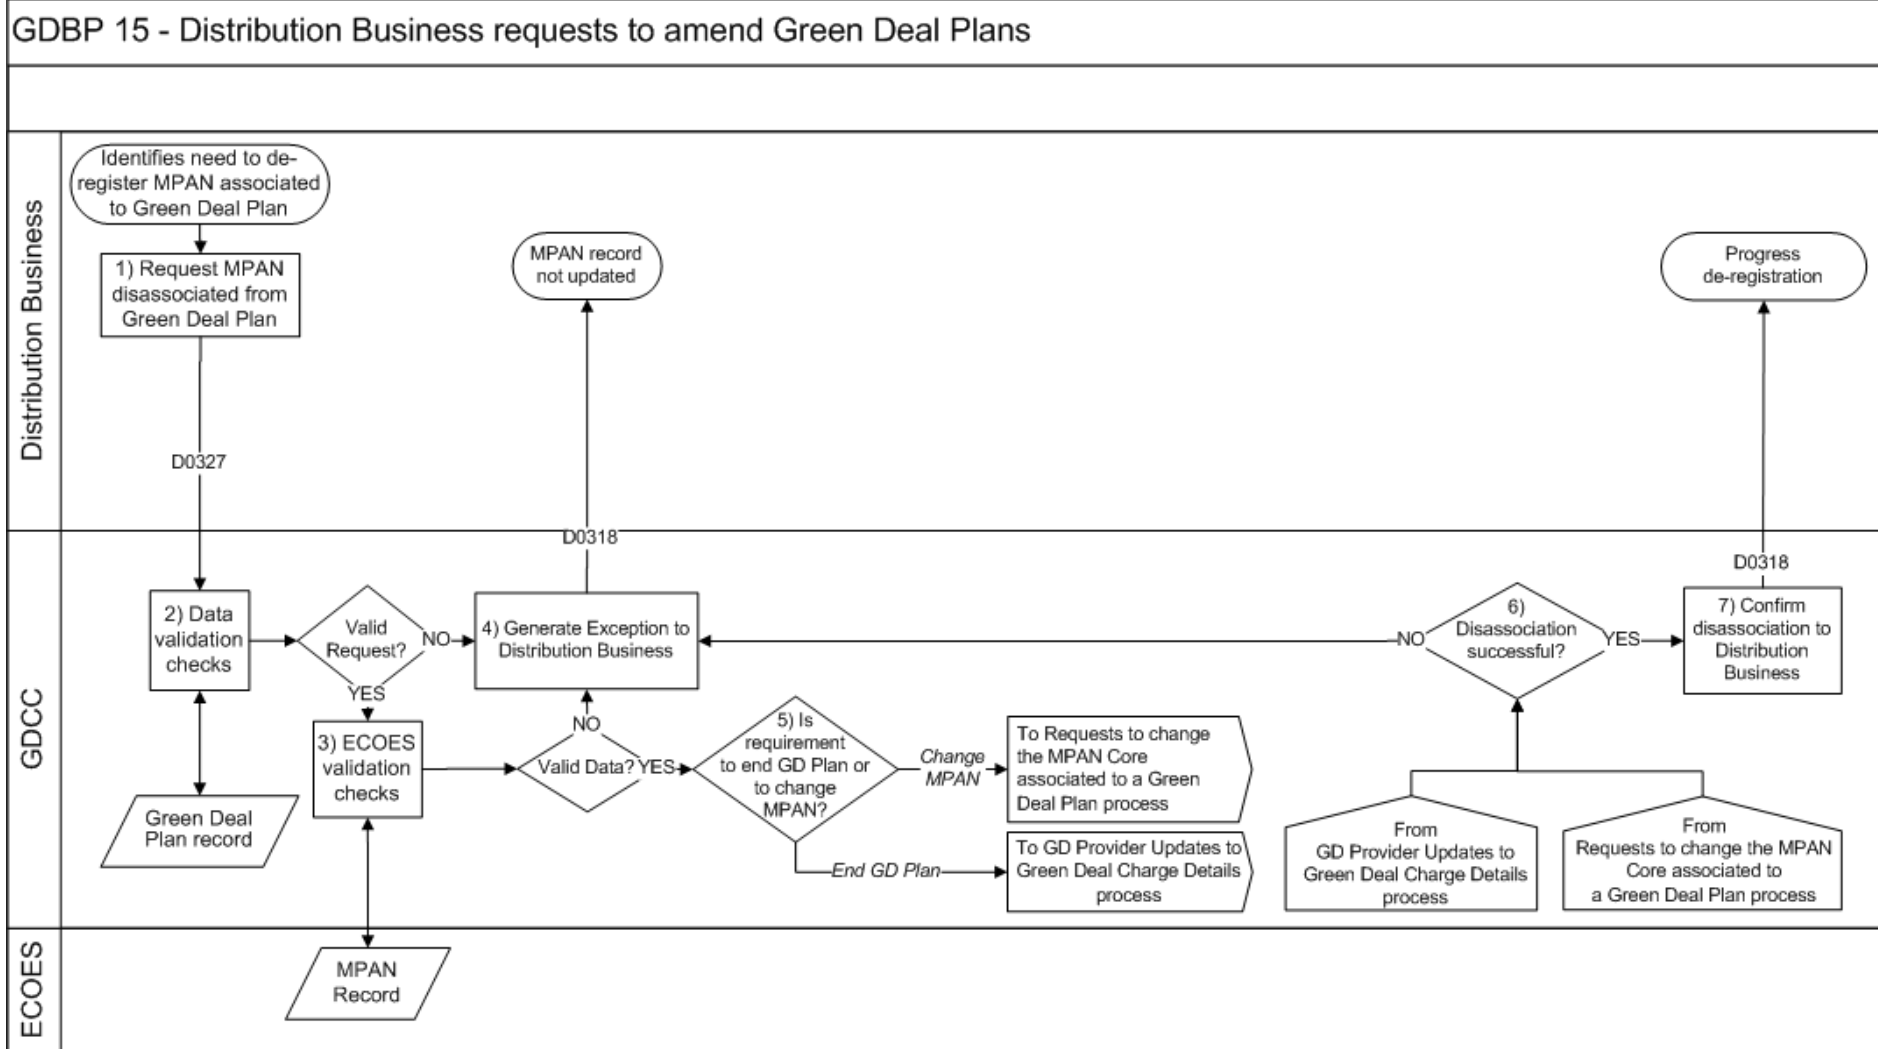 GDBP 15 - Distribution Business requests to amend Green Deal Plans
Distribution Business
Identifies need to de-
register MPAN associated
to Green Deal Plan
1) Request MPAN
disassociated from
Green Deal Plan
MPAN record
not updated
Progress
de-registration
D0327
D0318
D0318
GDCC
2) Data
validation
checks
Valid
Request?
NO
YES
4) Generate Exception to
Distribution Business
NO
6)
Disassociation
successful?
YES
7) Confirm
disassociation to
Distribution
Business
3) ECOES
validation
checks
NO
Valid Data?
YES
5) Is
requirement
to end GD Plan or
to change
MPAN?
Change
MPAN
To Requests to change
the MPAN Core
associated to a Green
Deal Plan process
End GD Plan
To GD Provider Updates to
Green Deal Charge Details
process
From
GD Provider Updates to
Green Deal Charge Details
process
From
Requests to change the MPAN
Core associated to
a Green Deal Plan process
Green Deal
Plan record
ECOES
MPAN
Record